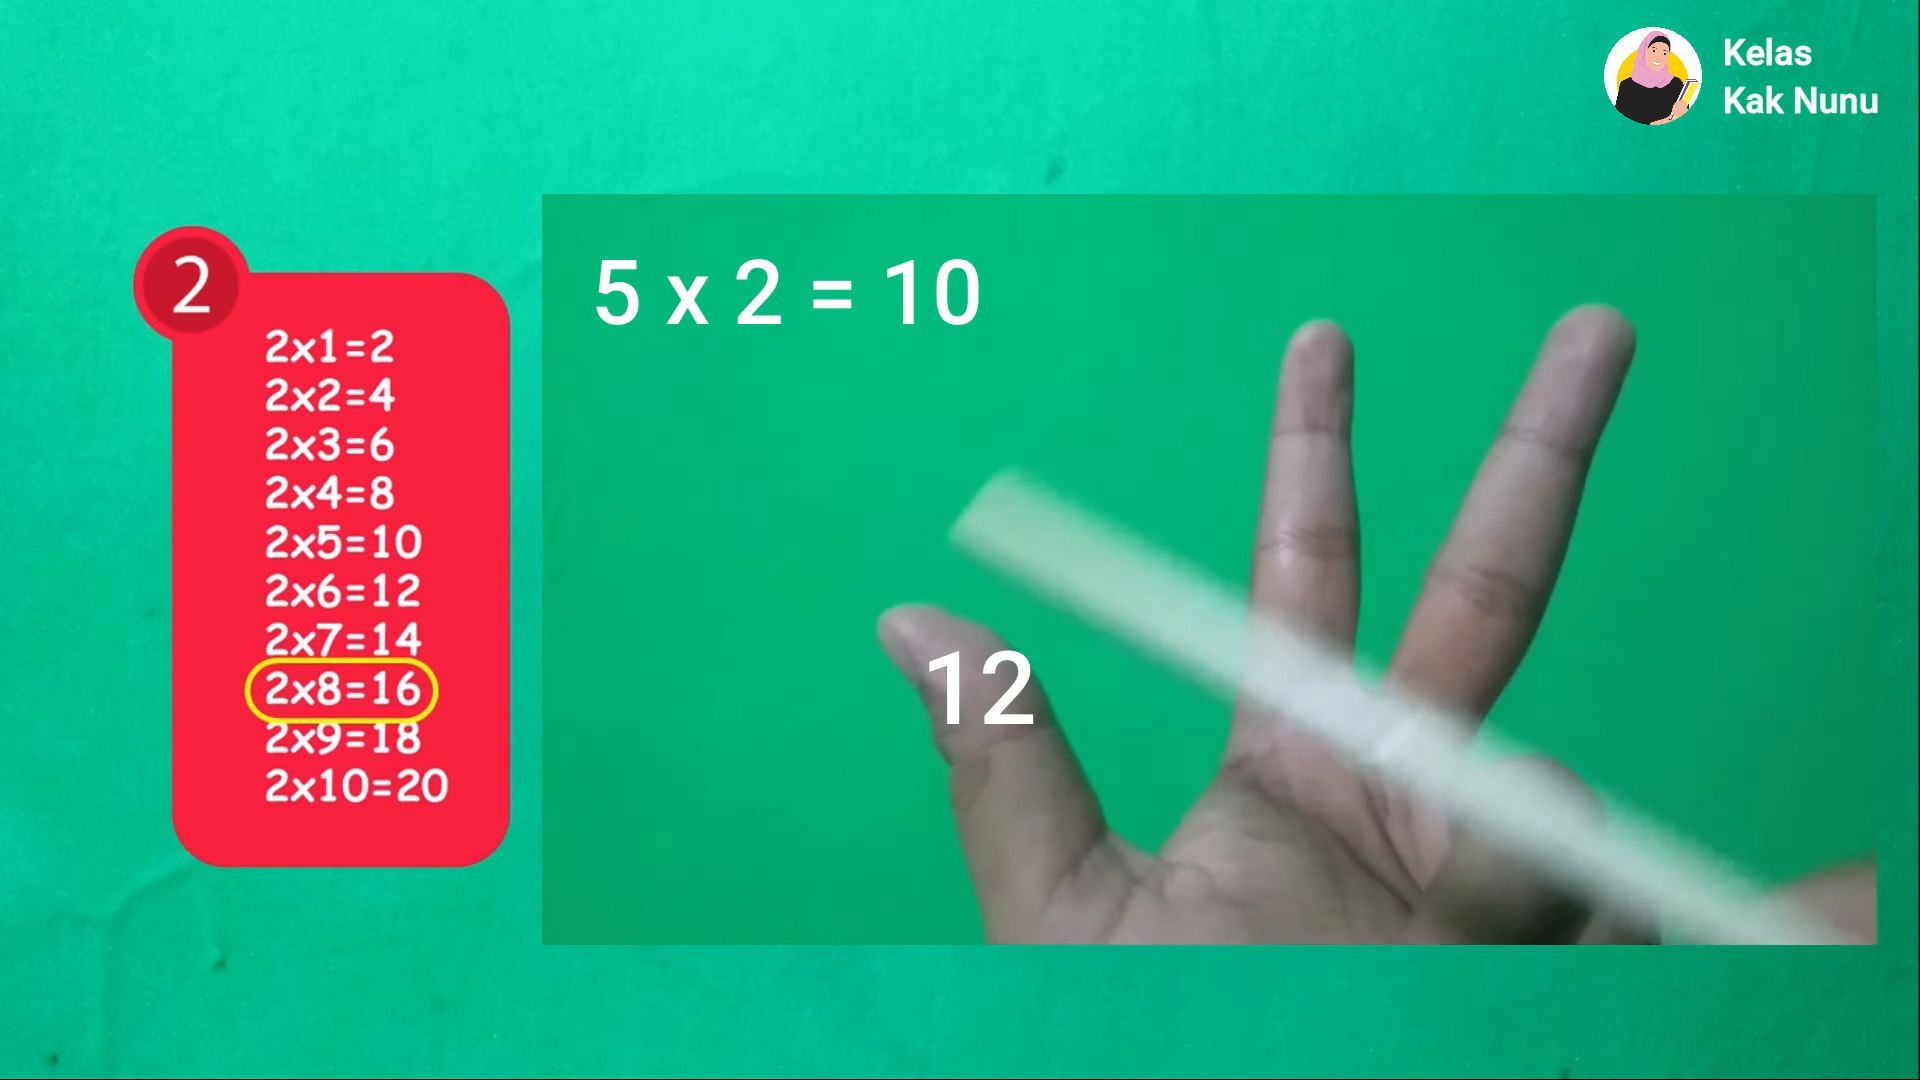 Kelas
Kak Nunu
2
2x1=2
2x2=4
2x3=6
2x4=8
2x5=10
2x6=12
2x7=14
2x8=16
2x9=18
2x10=20
5 x 2 = 10
12